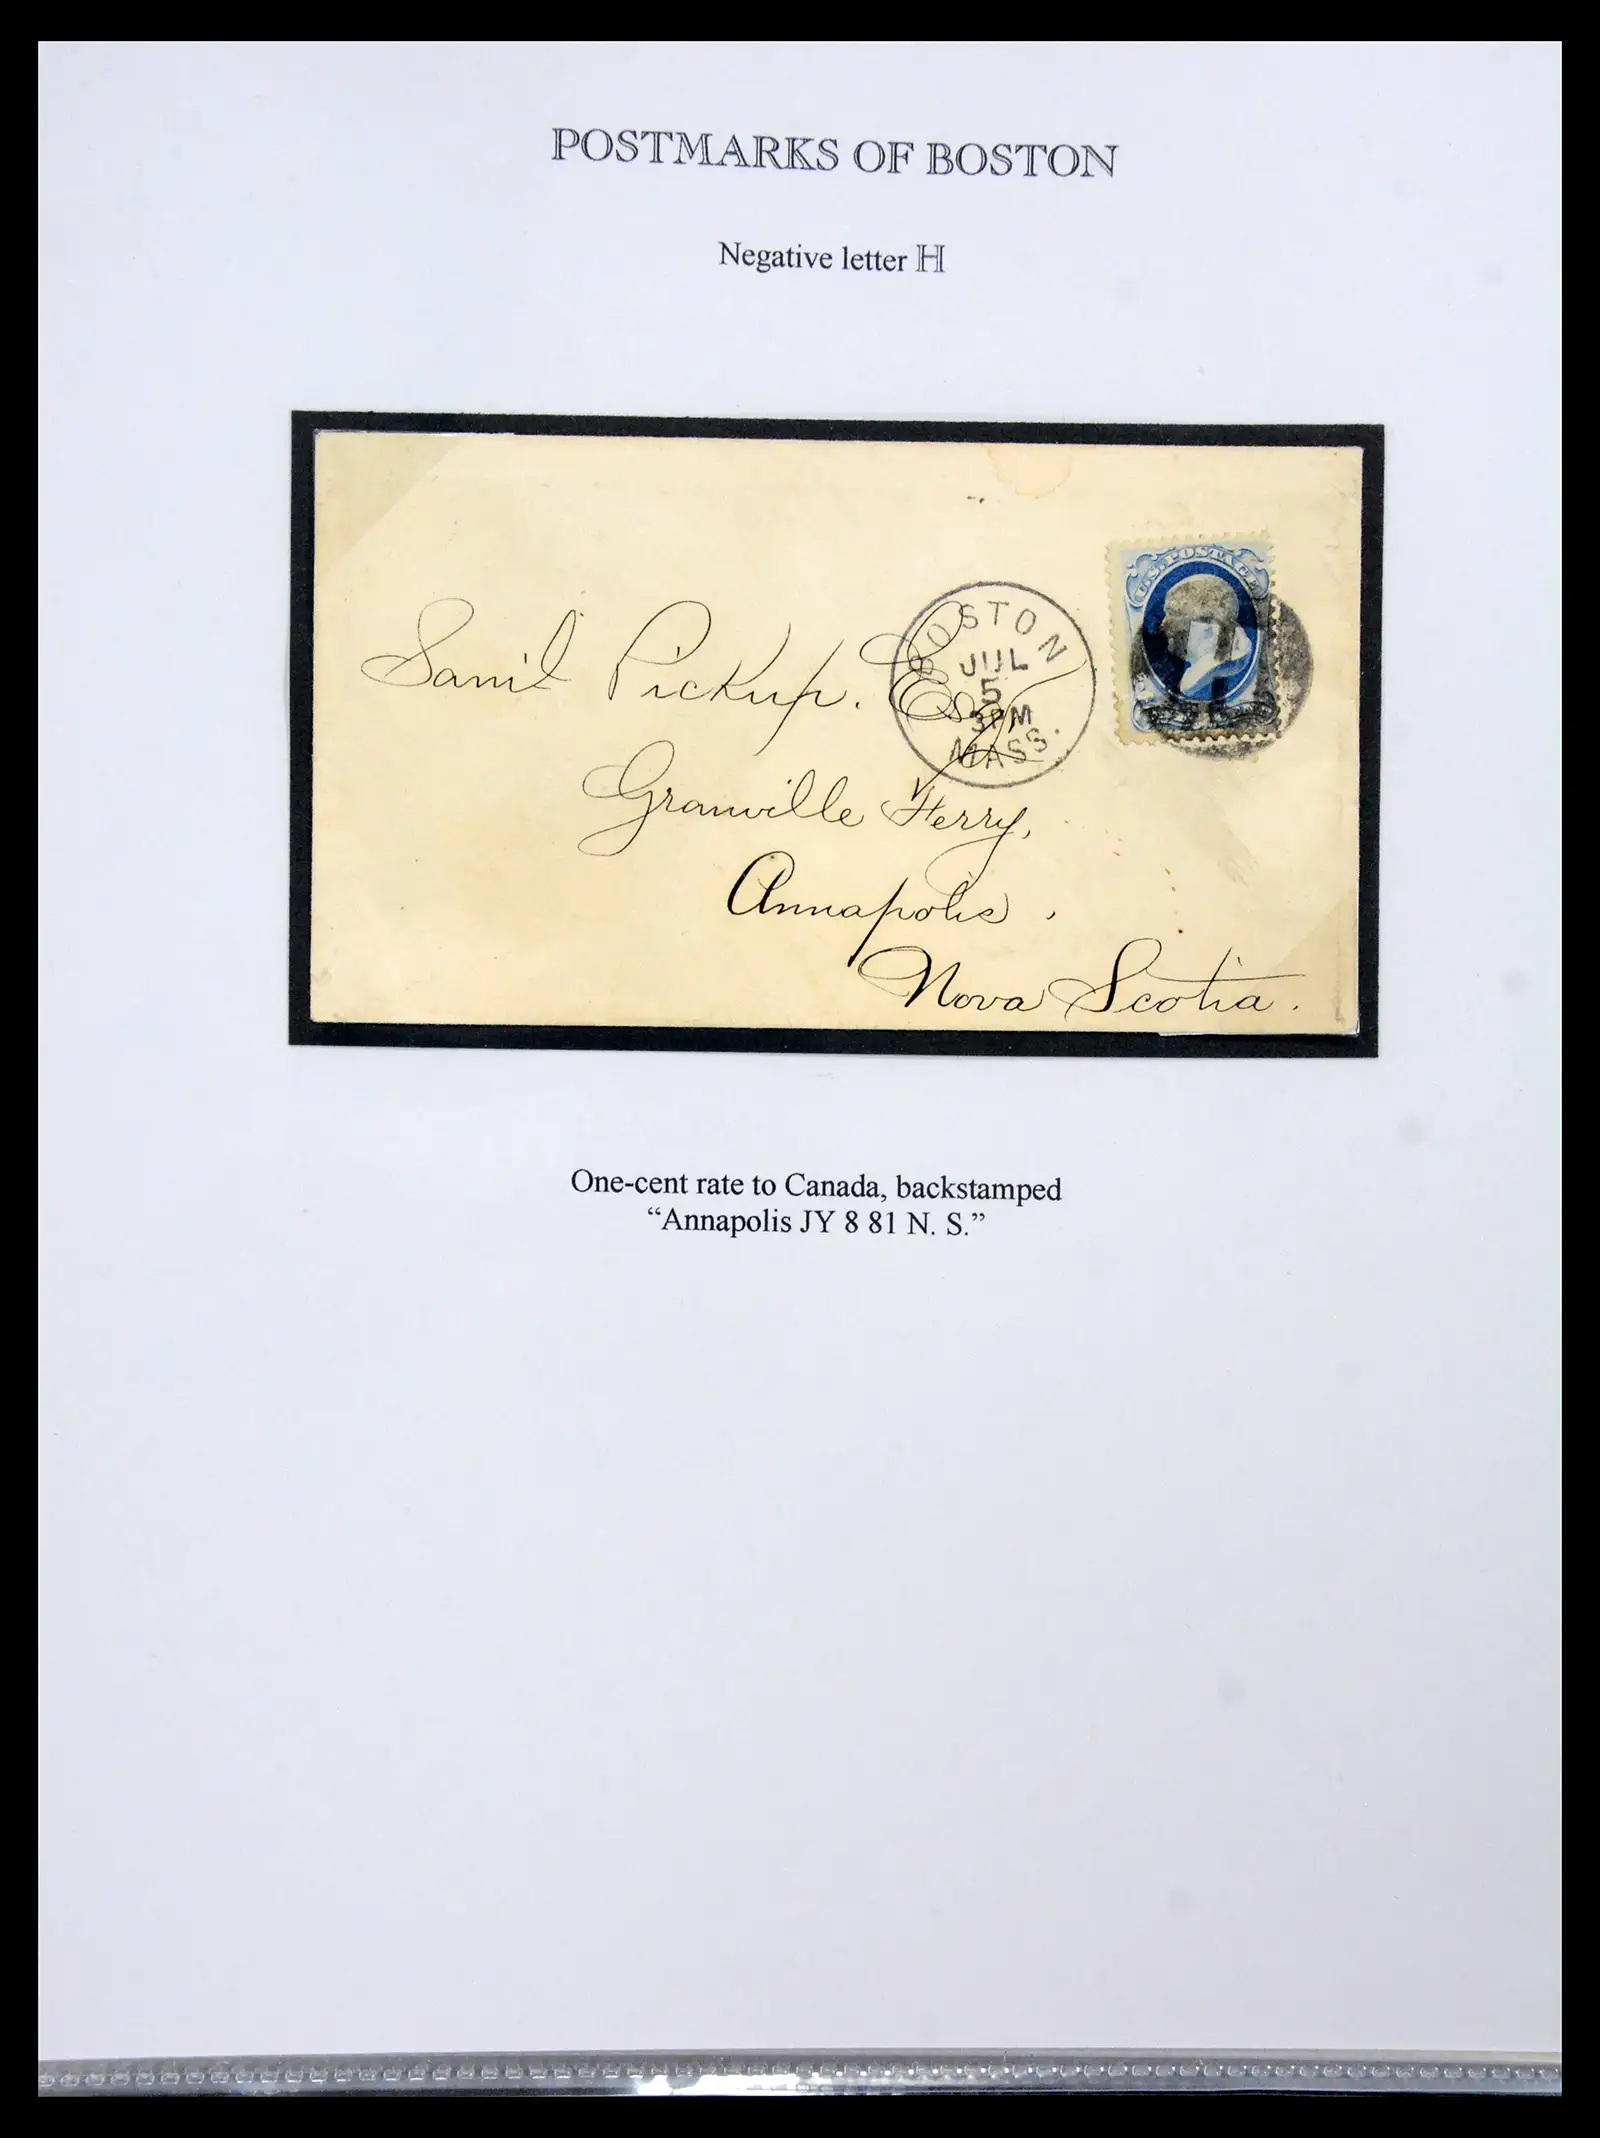 POSTMARKS OF BOSTON
Negative letter H
U.S. POSTAGE
BOSTON
JUL
5
3PM
MASS.
Sam'l Pickup. Esq,
Granville Ferry,
Annapolis,
Nova Scotia.
One-cent rate to Canada, backstamped
“Annapolis JY 8 81 N. S.”